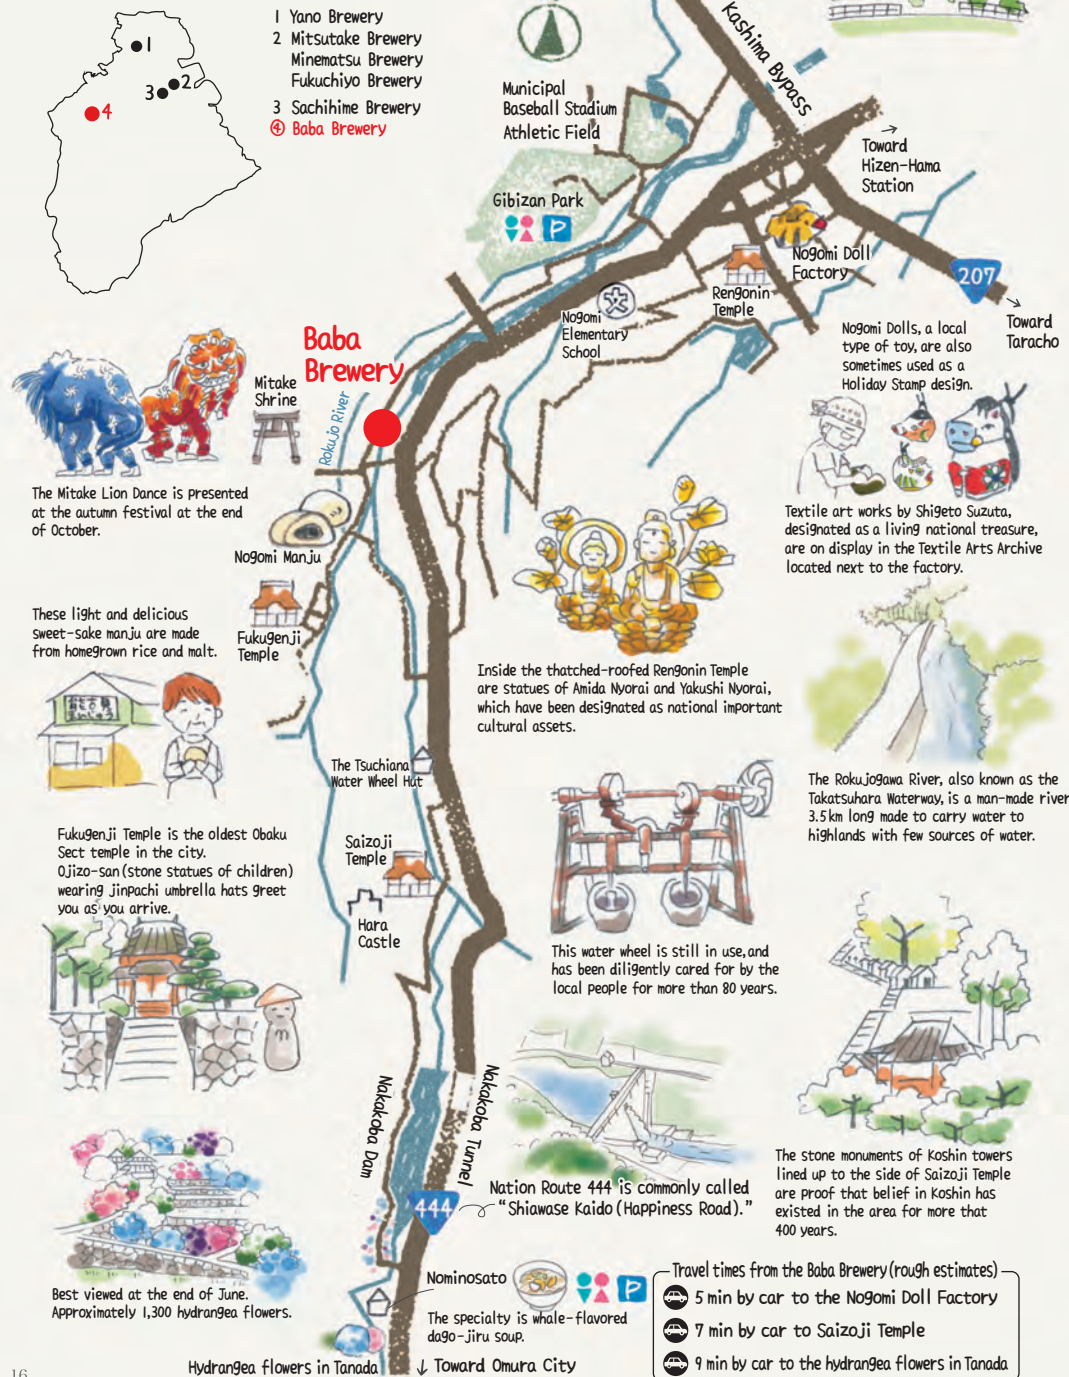 1 Yano Brewery
2 Mitsutake Brewery
Minematsu Brewery
Fukuchiyo Brewery
3 Sachihime Brewery
④ Baba Brewery
1
2
3
4
Kashima Bypass
Municipal
Baseball Stadium
Athletic Field
Toward
Hizen-Hama
Station
Gibizan Park
P
Nogomi Doll
Factory
207
Rengonin
Temple
Nogomi
Elementary
School
文
Toward
Taracho
Baba
Brewery
Mitake
Shrine
Rokujo River
Nogomi Dolls, a local
type of toy, are also
sometimes used as a
Holiday Stamp design.
The Mitake Lion Dance is presented
at the autumn festival at the end
of October.
Nogomi Manju
Textile art works by Shigeto Suzuta,
designated as a living national treasure,
are on display in the Textile Arts Archive
located next to the factory.
These light and delicious
sweet-sake manju are made
from homegrown rice and malt.
Fukugenji
Temple
能古見
まんじゅう
Inside the thatched-roofed Rengonin Temple
are statues of Amida Nyorai and Yakushi Nyorai,
which have been designated as national important
cultural assets.
The Tsuchiana
Water Wheel Hut
The Rokujogawa River, also known as the
Takatsuhara Waterway, is a man-made river
3.5km long made to carry water to
highlands with few sources of water.
Fukugenji Temple is the oldest Obaku
Sect temple in the city.
Ojizo-san (stone statues of children)
wearing jinpachi umbrella hats greet
you as you arrive.
Saizoji
Temple
Hara
Castle
This water wheel is still in use, and
has been diligently cared for by the
local people for more than 80 years.
Nakakoba Dam
Nakakoba Tunnel
444
Nation Route 444 is commonly called
“Shiawase Kaido (Happiness Road).”
The stone monuments of Koshin towers
lined up to the side of Saizoji Temple
are proof that belief in Koshin has
existed in the area for more than
400 years.
Best viewed at the end of June.
Approximately 1,300 hydrangea flowers.
Nominosato
P
The specialty is whale-flavored
dago-jiru soup.
Hydrangea flowers in Tanada
↓ Toward Omura City
Travel times from the Baba Brewery (rough estimates)
5 min by car to the Nogomi Doll Factory
7 min by car to Saizoji Temple
9 min by car to the hydrangea flowers in Tanada
16